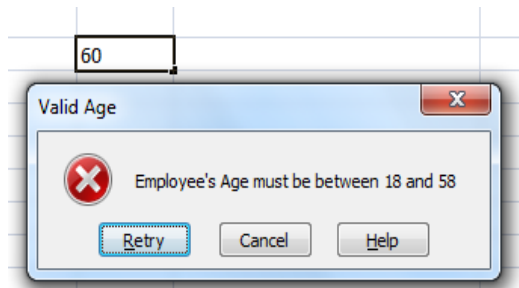 60
Valid Age
Employee's Age must be between 18 and 58
Retry Cancel Help